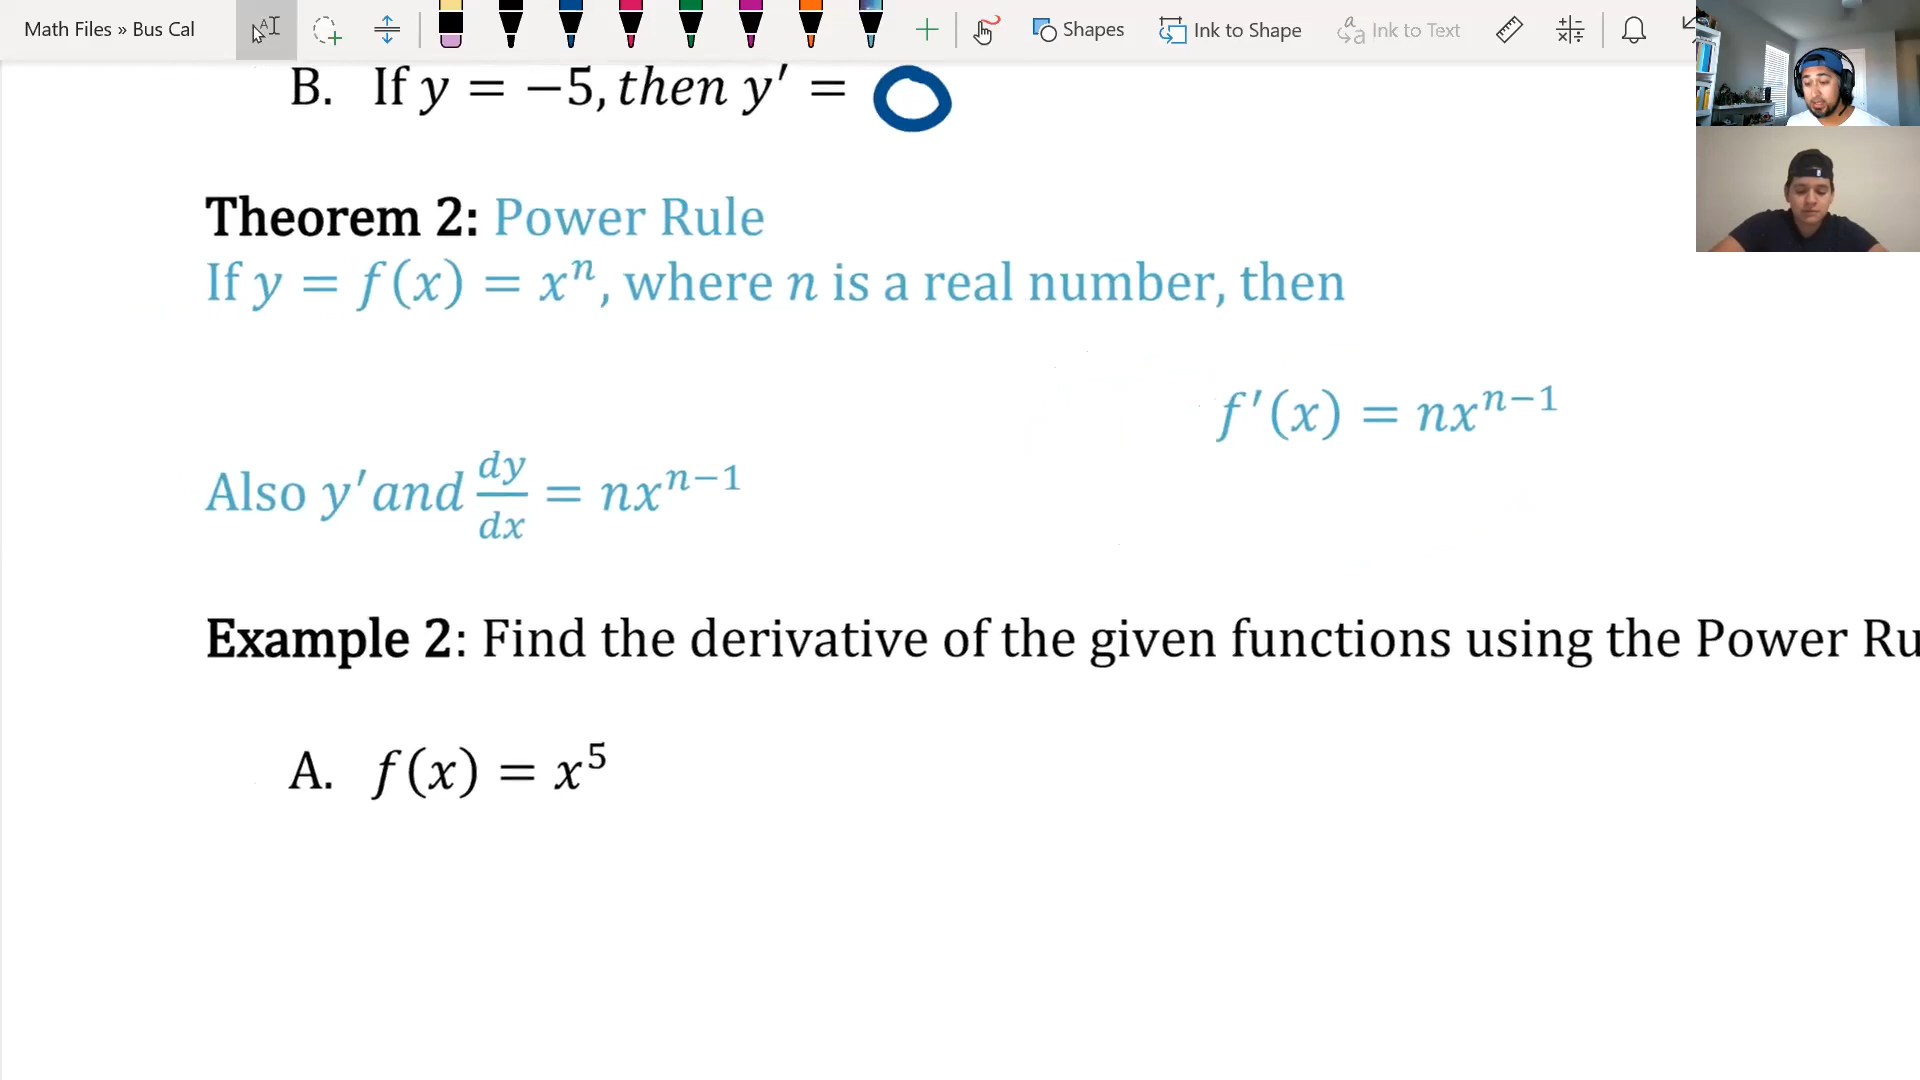 Math Files » Bus Cal
Shapes
Ink to Shape
Ink to Text
B. If y = −5, then y′ = 0
Theorem 2: Power Rule
If y = f(x) = xⁿ, where n is a real number, then
f′(x) = nxⁿ⁻¹
Also y′ and dy/dx = nxⁿ⁻¹
Example 2: Find the derivative of the given functions using the Power Ru
A. f(x) = x⁵